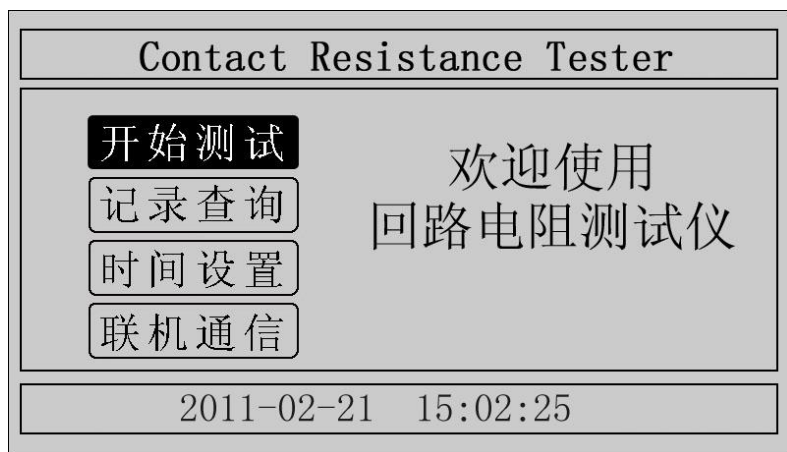 Contact Resistance Tester
开始测试
记录查询
时间设置
联机通信
欢迎使用
回路电阻测试仪
2011-02-21 15:02:25